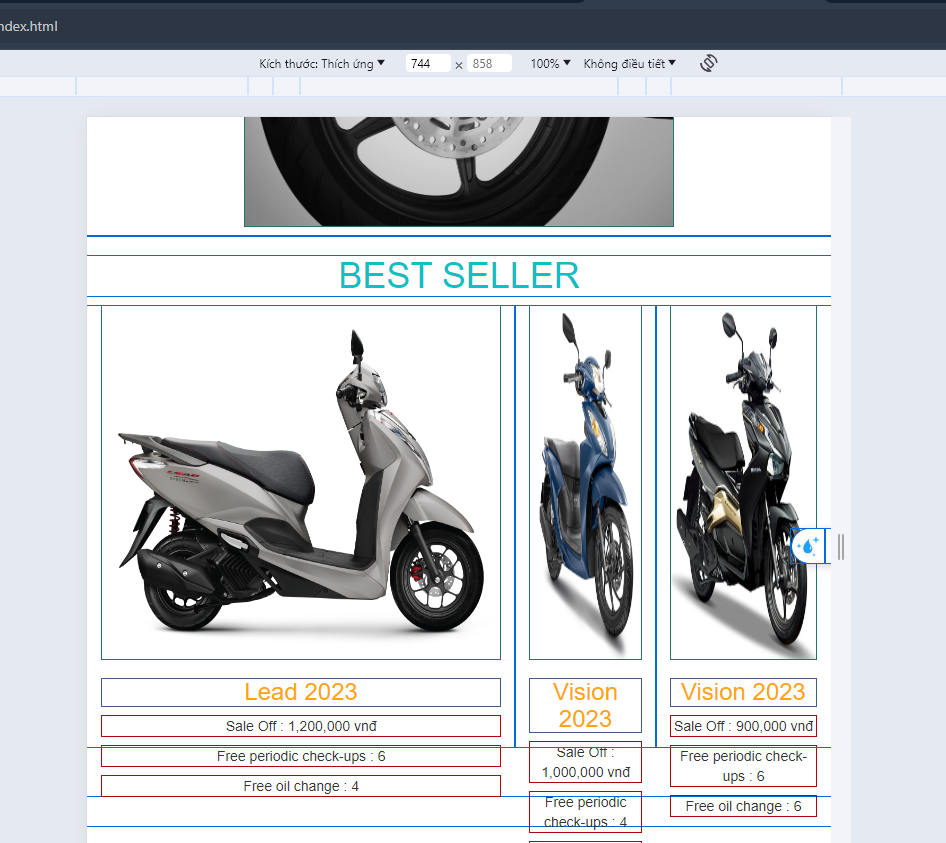 ndex.html
Kích thước: Thích ứng 744 × 858 100% Không điều tiết
BEST SELLER
LEAD
Lead 2023
Sale Off : 1,200,000 vnđ
Free periodic check-ups : 6
Free oil change : 4
Vision
2023
Sale Off :
1,000,000 vnđ
Free periodic
check-ups : 4
Vision 2023
Sale Off : 900,000 vnđ
Free periodic check-
ups : 6
Free oil change : 6